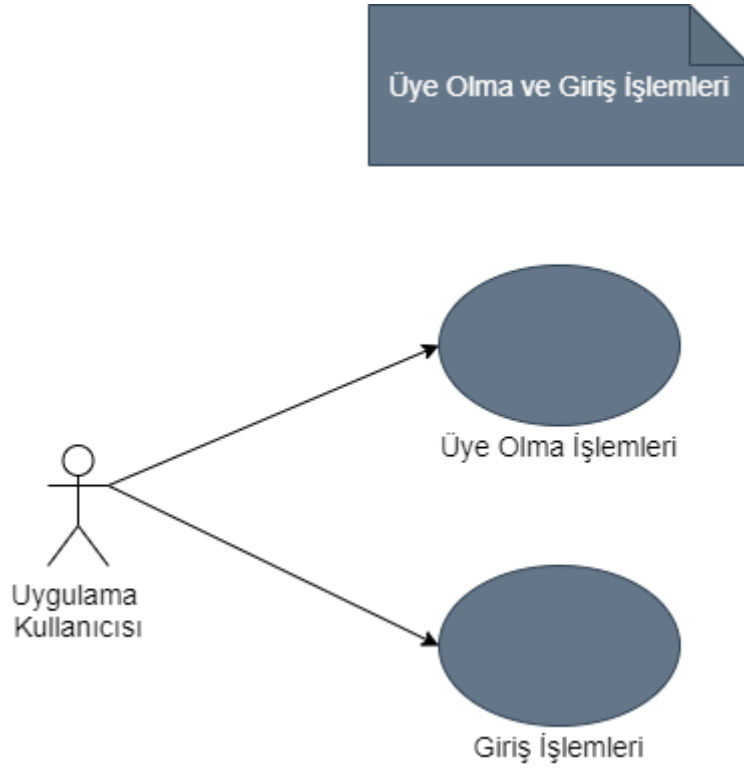 Üye Olma ve Giriş İşlemleri
Üye Olma İşlemleri
Uygulama
Kullanıcısı
Giriş İşlemleri